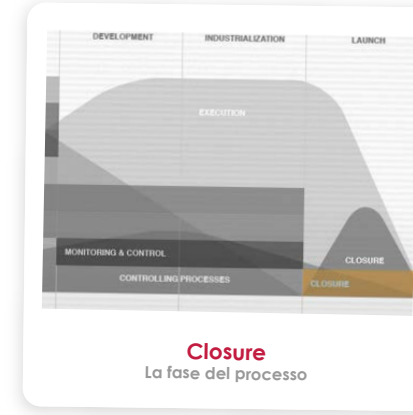 DEVELOPMENT INDUSTRIALIZATION LAUNCH
EXECUTION
MONITORING & CONTROL
CLOSURE
CONTROLLING PROCESSES
CLOSURE
Closure
La fase del processo